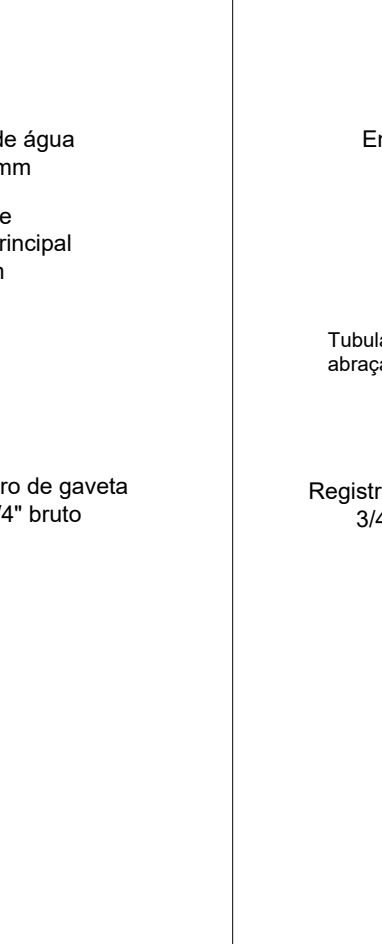 de água
mm
e
rincipal
ro de gaveta
/4" bruto
Er
Tubula
abraça
Registr
3/4